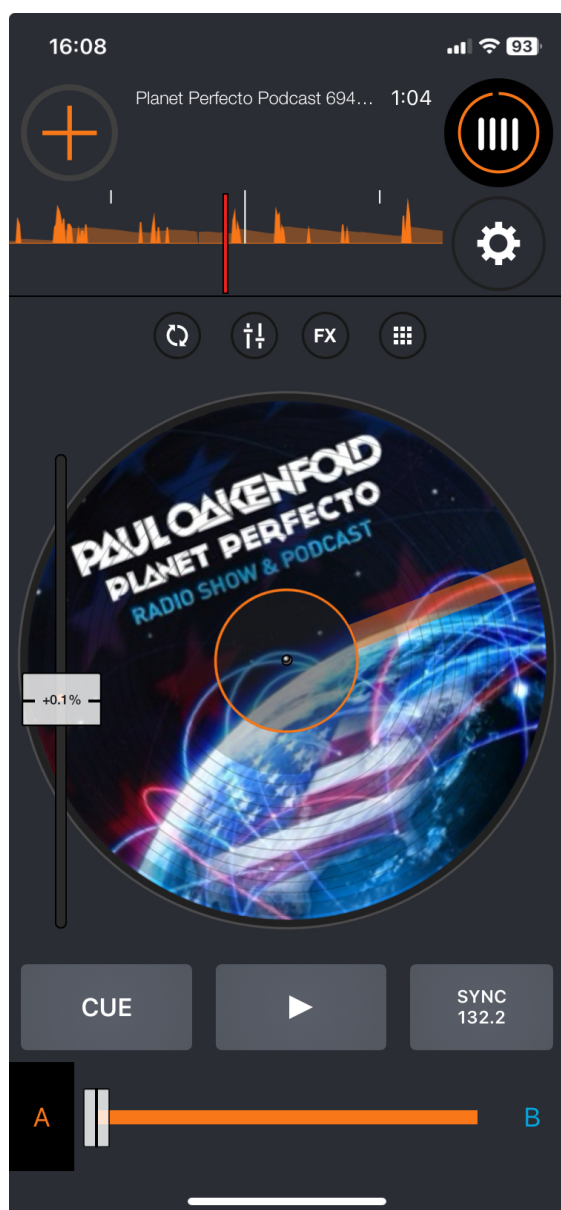 16:08
93
Planet Perfecto Podcast 694... 1:04
FX
PAUL OAKENFOLD
PLANET PERFECTO
RADIO SHOW & PODCAST
+0.1%
CUE
SYNC
132.2
A
B